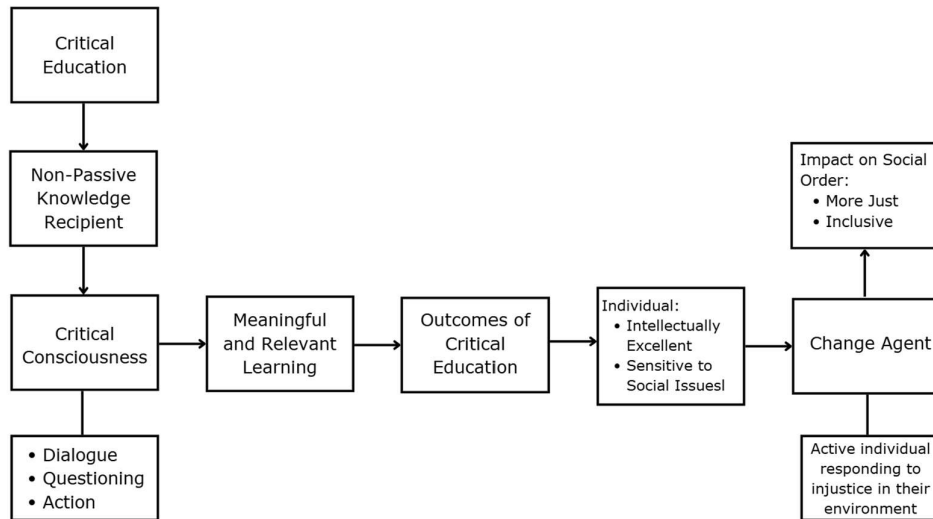 Critical
Education
Non-Passive
Knowledge
Recipient
Critical
Consciousness
• Dialogue
• Questioning
• Action
Meaningful
and Relevant
Learning
Outcomes of
Critical
Education
Individual:
• Intellectually
Excellent
• Sensitive to
Social Issuesl
Change Agent
Impact on Social
Order:
• More Just
• Inclusive
Active individual
responding to
injustice in their
environment